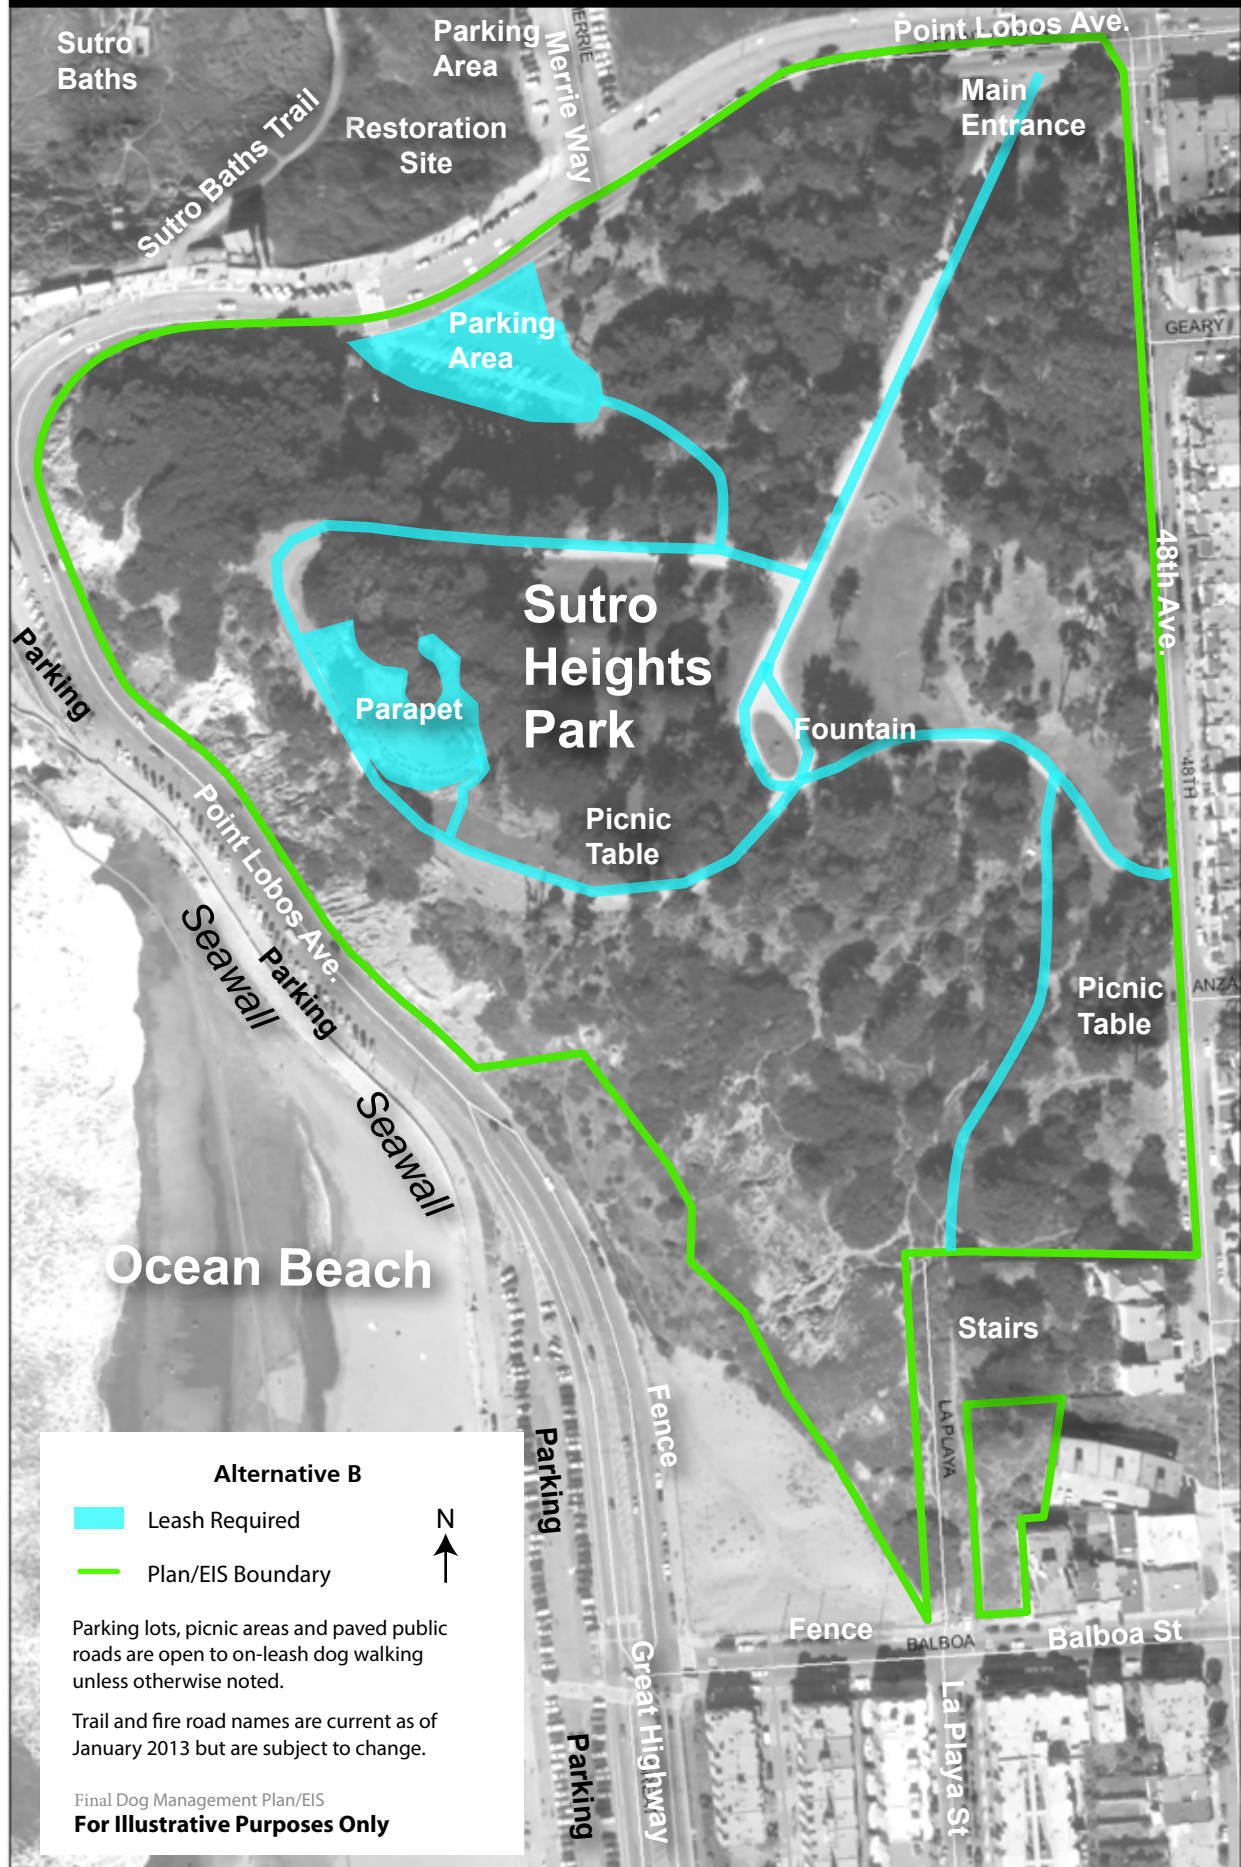 Point Lobos Ave.
Sutro
Baths
Parking
Area
MERRIE
Merrie Way
Main
Entrance
Sutro Baths Trail
Restoration
Site
Parking
Area
GEARY
48th Ave.
Sutro
Heights
Park
Parking
Parapet
Fountain
48TH
Point Lobos Ave.
Picnic
Table
Seawall
Parking
Picnic
Table
ANZA
Seawall
Ocean Beach
Stairs
LA PLAYA
Fence
Parking
Fence
BALBOA
Balboa St
Great Highway
La Playa St
Parking
Alternative B
Leash Required
N
Plan/EIS Boundary
Parking lots, picnic areas and paved public
roads are open to on-leash dog walking
unless otherwise noted.
Trail and fire road names are current as of
January 2013 but are subject to change.
Final Dog Management Plan/EIS
For Illustrative Purposes Only